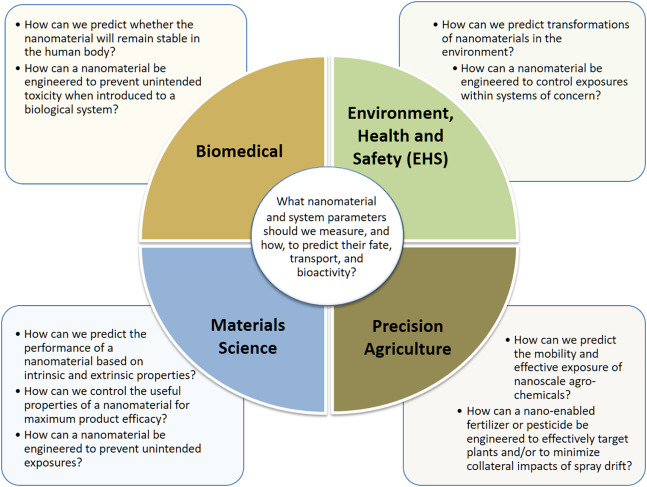 • How can we predict whether the
nanomaterial will remain stable in
the human body?
• How can a nanomaterial be
engineered to prevent unintended
toxicity when introduced to a
biological system?
• How can we predict transformations
of nanomaterials in the
environment?
• How can a nanomaterial be
engineered to control exposures
within systems of concern?
Biomedical
Environment,
Health and
Safety (EHS)
What nanomaterial
and system parameters
should we measure, and
how, to predict their fate,
transport, and
bioactivity?
Materials
Science
Precision
Agriculture
• How can we predict the
performance of a
nanomaterial based on
intrinsic and extrinsic properties?
• How can we control the useful
properties of a nanomaterial for
maximum product efficacy?
• How can a nanomaterial be
engineered to prevent unintended
exposures?
• How can we predict
the mobility and
effective exposure of
nanoscale agro-
chemicals?
• How can a nano-enabled
fertilizer or pesticide be
engineered to effectively target
plants and/or to minimize
collateral impacts of spray drift?